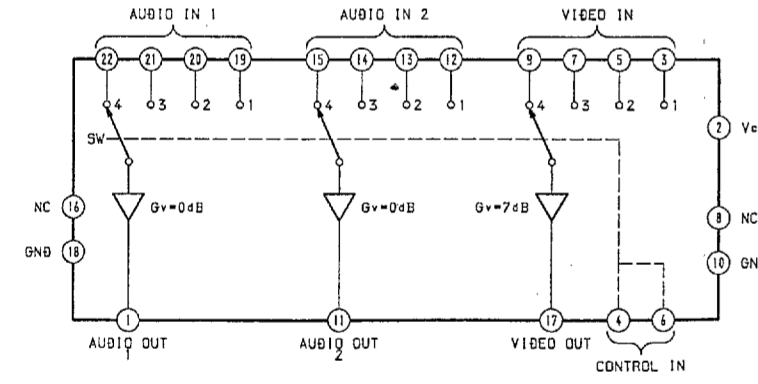 AUDIO IN 1 AUDIO IN 2 VIDEO IN
22 21 20 19 15 14 13 12 9 7 5 3
4 3 2 1 4 3 2 1 4 3 2 1
2 Vc
SW
NC 16 Gv=0dB Gv=0dB Gv=7dB 8 NC
GND 18 10 GN
1 11 17 4 6
AUDIO OUT AUDIO OUT VIDEO OUT
1 2
CONTROL IN